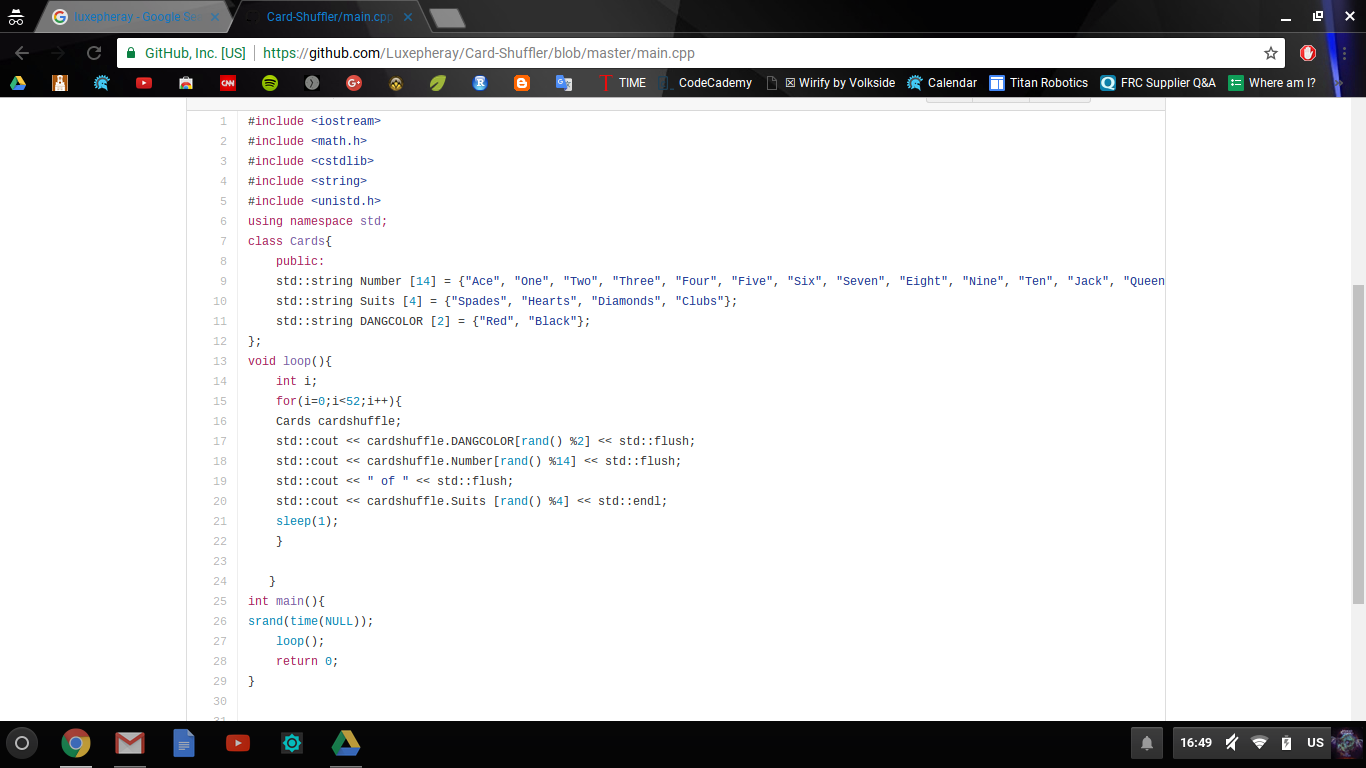 luxepheray - Google Se
Card-Shuffler/main.cpp
GitHub, Inc. [US] https://github.com/Luxepheray/Card-Shuffler/blob/master/main.cpp
CNN TIME CodeCademy ☒ Wirify by Volkside Calendar Titan Robotics FRC Supplier Q&A Where am I? »
1 #include <iostream>
2 #include <math.h>
3 #include <cstdlib>
4 #include <string>
5 #include <unistd.h>
6 using namespace std;
7 class Cards{
8 public:
9 std::string Number [14] = {"Ace", "One", "Two", "Three", "Four", "Five", "Six", "Seven", "Eight", "Nine", "Ten", "Jack", "Queen
10 std::string Suits [4] = {"Spades", "Hearts", "Diamonds", "Clubs"};
11 std::string DANGCOLOR [2] = {"Red", "Black"};
12 };
13 void loop(){
14 int i;
15 for(i=0;i<52;i++){
16 Cards cardshuffle;
17 std::cout << cardshuffle.DANGCOLOR[rand() %2] << std::flush;
18 std::cout << cardshuffle.Number[rand() %14] << std::flush;
19 std::cout << " of " << std::flush;
20 std::cout << cardshuffle.Suits [rand() %4] << std::endl;
21 sleep(1);
22 }
23
24 }
25 int main(){
26 srand(time(NULL));
27 loop();
28 return 0;
29 }
30
31
16:49 US